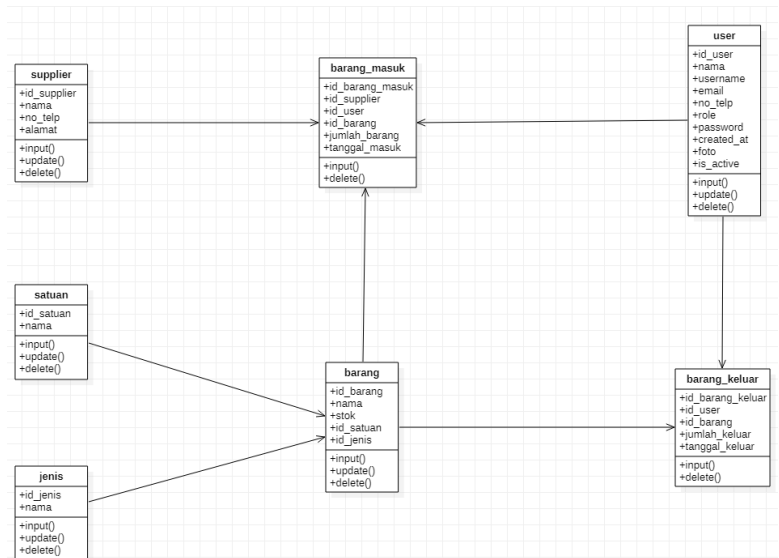 supplier
+id_supplier
+nama
+no_telp
+alamat
+input()
+update()
+delete()
barang_masuk
+id_barang_masuk
+id_supplier
+id_user
+id_barang
+jumlah_barang
+tanggal_masuk
+input()
+delete()
user
+id_user
+nama
+username
+email
+no_telp
+role
+password
+created_at
+foto
+is_active
+input()
+update()
+delete()
satuan
+id_satuan
+nama
+input()
+update()
+delete()
barang
+id_barang
+nama
+stok
+id_satuan
+id_jenis
+input()
+update()
+delete()
barang_keluar
+id_barang_keluar
+id_user
+id_barang
+jumlah_keluar
+tanggal_keluar
+input()
+delete()
jenis
+id_jenis
+nama
+input()
+update()
+delete()